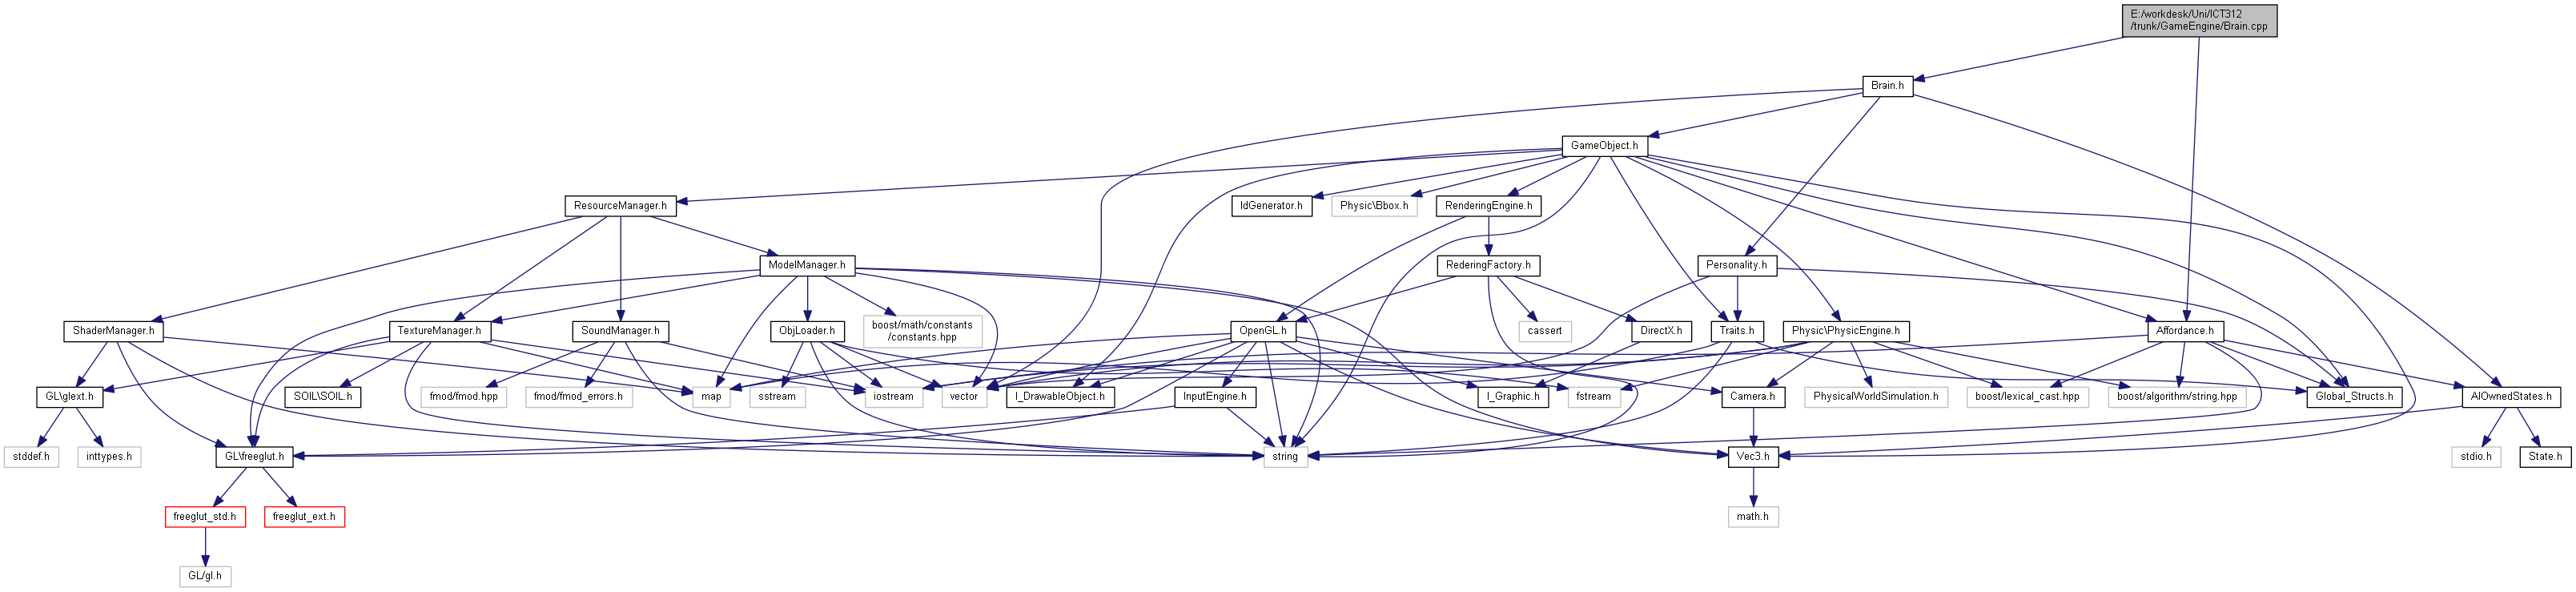 E:/workdesk/Uni/ICT312
/trunk/GameEngine/Brain.cpp
Brain.h
GameObject.h
ResourceManager.h
IdGenerator.h
Physic\Bbox.h
RenderingEngine.h
ModelManager.h
RederingFactory.h
Personality.h
ShaderManager.h
TextureManager.h
SoundManager.h
ObjLoader.h
boost/math/constants
/constants.hpp
OpenGL.h
cassert
DirectX.h
Traits.h
Physic\PhysicEngine.h
Affordance.h
GL\glext.h
SOIL\SOIL.h
fmod/fmod.hpp
fmod/fmod_errors.h
map
sstream
iostream
vector
I_DrawableObject.h
InputEngine.h
I_Graphic.h
fstream
Camera.h
PhysicalWorldSimulation.h
boost/lexical_cast.hpp
boost/algorithm/string.hpp
Global_Structs.h
AIOwnedStates.h
stddef.h
inttypes.h
GL\freeglut.h
string
Vec3.h
stdio.h
State.h
freeglut_std.h
freeglut_ext.h
math.h
GL/gl.h